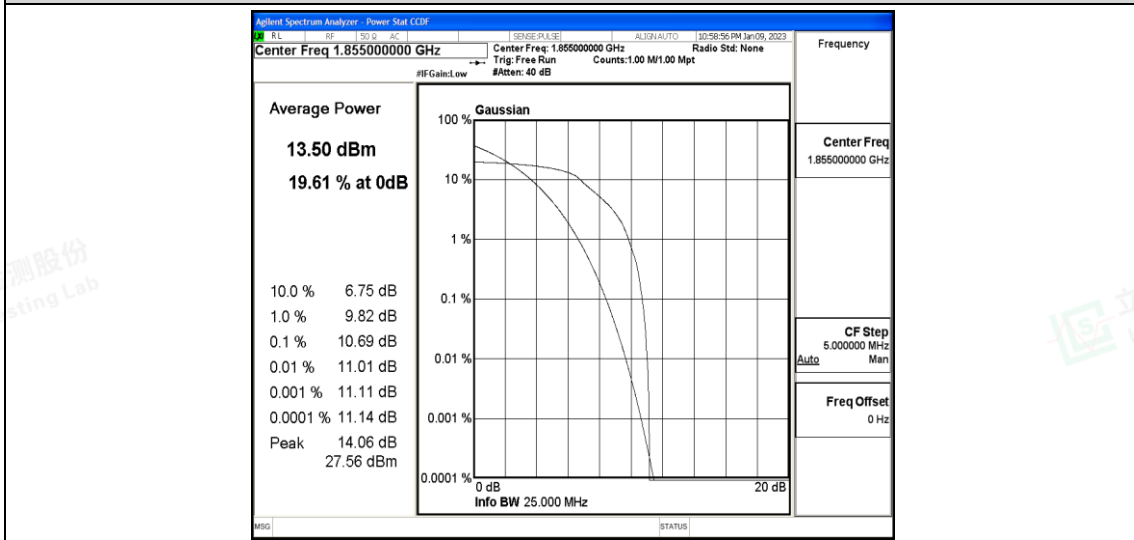 Agilent Spectrum Analyzer - Power Stat CCDF
LXI RL RF 50 Ω AC SENSE:PULSE ALIGN AUTO 10:58:56 PM Jan 09, 2023
Center Freq 1.855000000 GHz
Center Freq: 1.855000000 GHz Radio Std: None
Trig: Free Run Counts:1.00 M/1.00 Mpt
#IFGain:Low #Atten: 40 dB
Frequency
Average Power
13.50 dBm
19.61 % at 0dB
10.0 % 6.75 dB
1.0 % 9.82 dB
0.1 % 10.69 dB
0.01 % 11.01 dB
0.001 % 11.11 dB
0.0001 % 11.14 dB
Peak 14.06 dB
27.56 dBm
Gaussian
100 %
10 %
1 %
0.1 %
0.01 %
0.001 %
0.0001 %
0 dB 20 dB
Info BW 25.000 MHz
Center Freq
1.855000000 GHz
CF Step
5.000000 MHz
Auto Man
Freq Offset
0 Hz
MSG STATUS
测股份
sting Lab
立